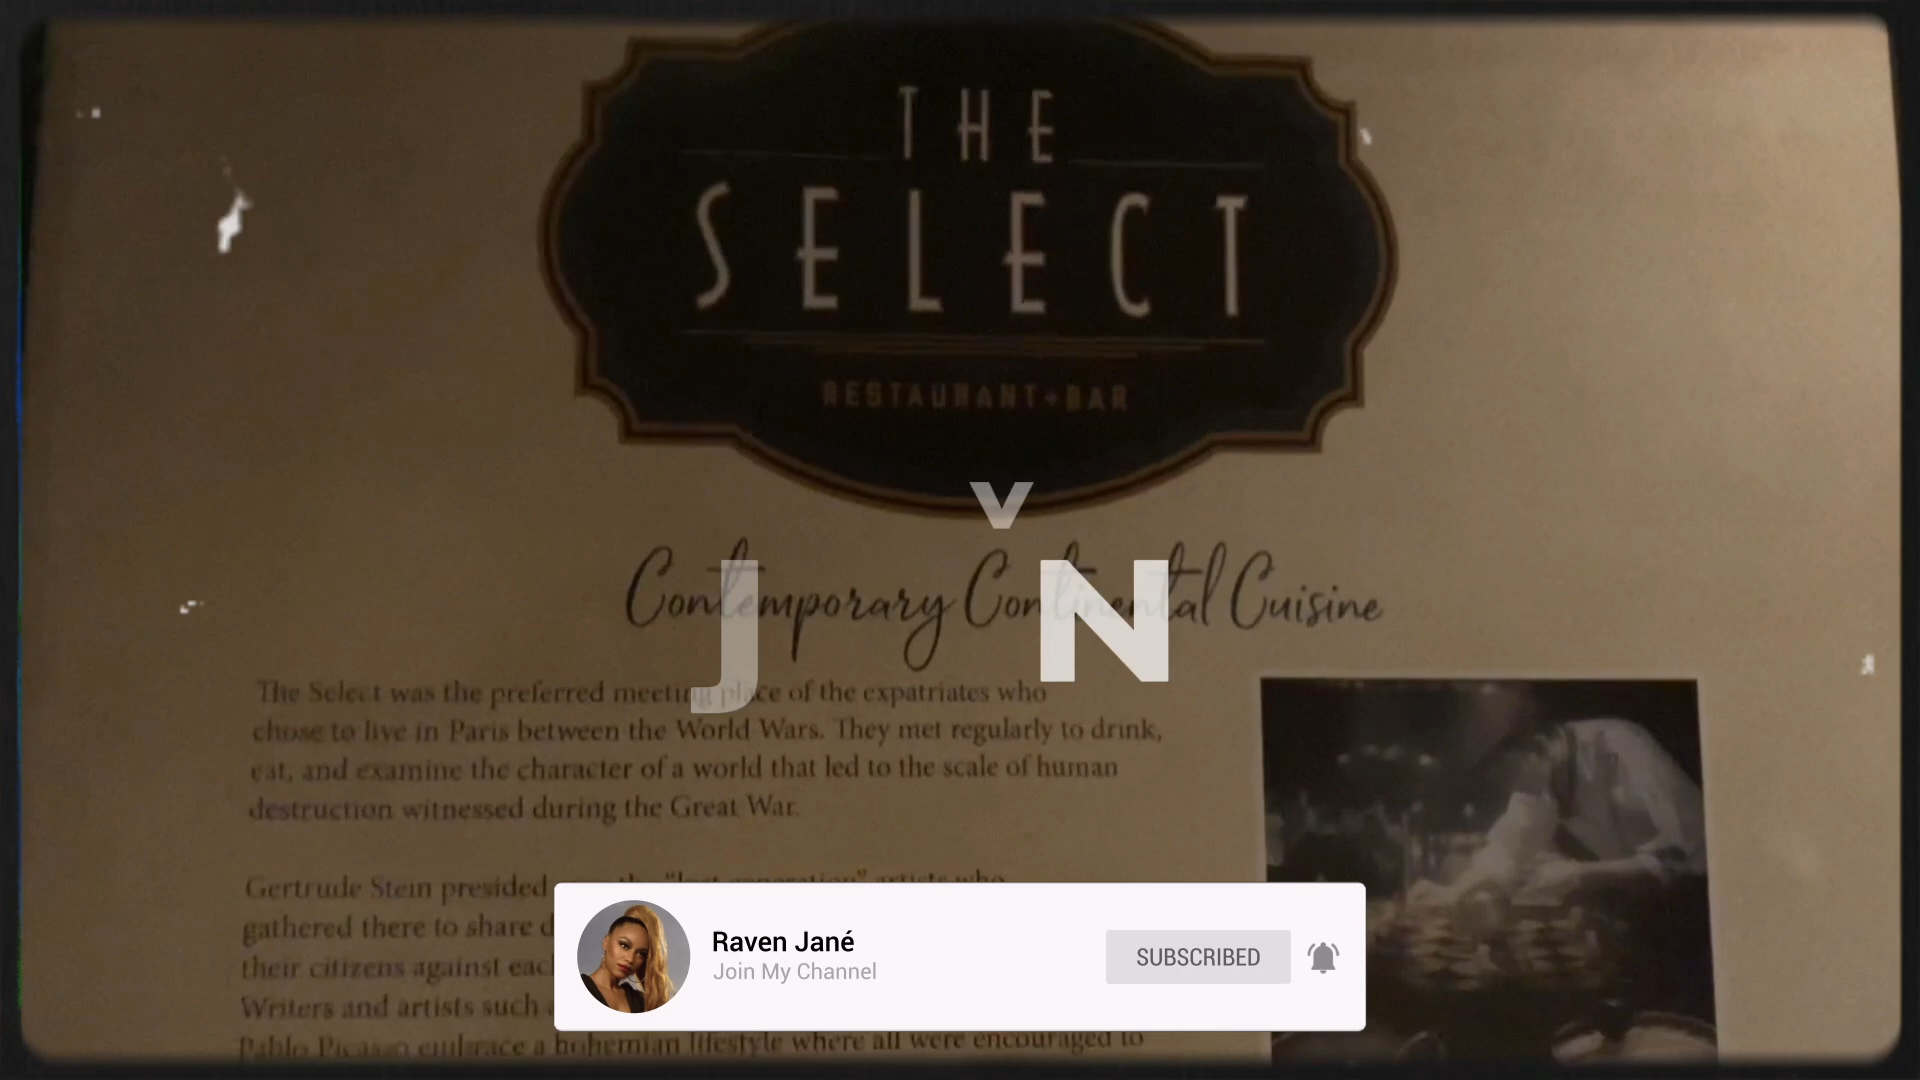 THE
SELECT
RESTAURANT+BAR
V
J N
Contemporary Continental Cuisine
The Select was the preferred meeting place of the expatriates who
chose to live in Paris between the World Wars. They met regularly to drink,
eat, and examine the character of a world that led to the scale of human
destruction witnessed during the Great War.
Gertrude Stein presided "lost generation" artists who
gathered there to share
their citizens against each
Writers and artists such
Pablo Picasso embrace a bohemian lifestyle where all were encouraged to
Raven Jané
Join My Channel
SUBSCRIBED